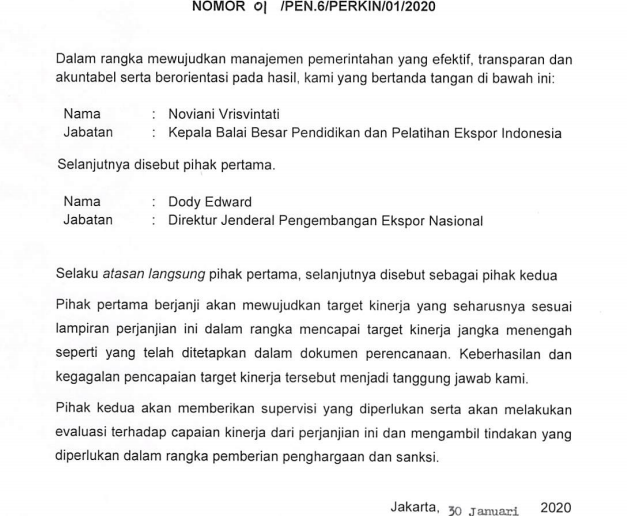 NOMOR 01 /PEN.6/PERKIN/01/2020
Dalam rangka mewujudkan manajemen pemerintahan yang efektif, transparan dan
akuntabel serta berorientasi pada hasil, kami yang bertanda tangan di bawah ini:
Nama : Noviani Vrisvintati
Jabatan : Kepala Balai Besar Pendidikan dan Pelatihan Ekspor Indonesia
Selanjutnya disebut pihak pertama.
Nama : Dody Edward
Jabatan : Direktur Jenderal Pengembangan Ekspor Nasional
Selaku atasan langsung pihak pertama, selanjutnya disebut sebagai pihak kedua
Pihak pertama berjanji akan mewujudkan target kinerja yang seharusnya sesuai
lampiran perjanjian ini dalam rangka mencapai target kinerja jangka menengah
seperti yang telah ditetapkan dalam dokumen perencanaan. Keberhasilan dan
kegagalan pencapaian target kinerja tersebut menjadi tanggung jawab kami.
Pihak kedua akan memberikan supervisi yang diperlukan serta akan melakukan
evaluasi terhadap capaian kinerja dari perjanjian ini dan mengambil tindakan yang
diperlukan dalam rangka pemberian penghargaan dan sanksi.
Jakarta, 30 Januari 2020